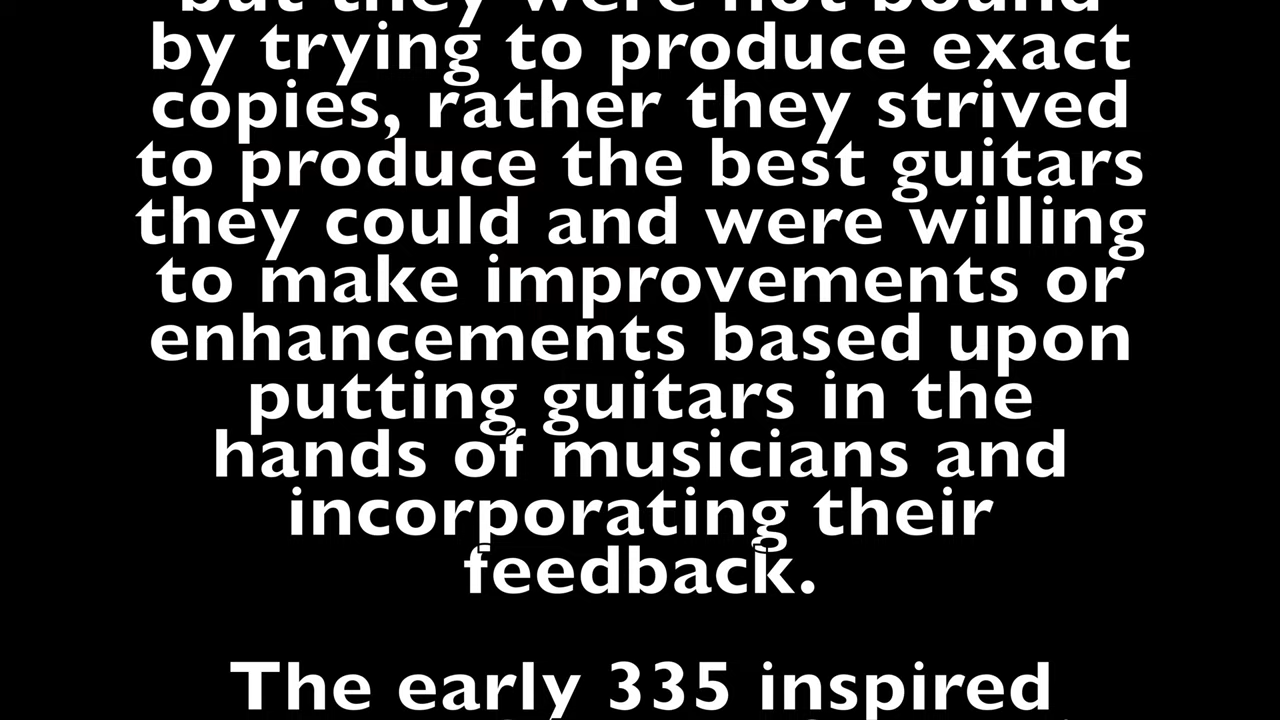 but they were not bound
by trying to produce exact
copies, rather they strived
to produce the best guitars
they could and were willing
to make improvements or
enhancements based upon
putting guitars in the
hands of musicians and
incorporating their
feedback.
The early 335 inspired